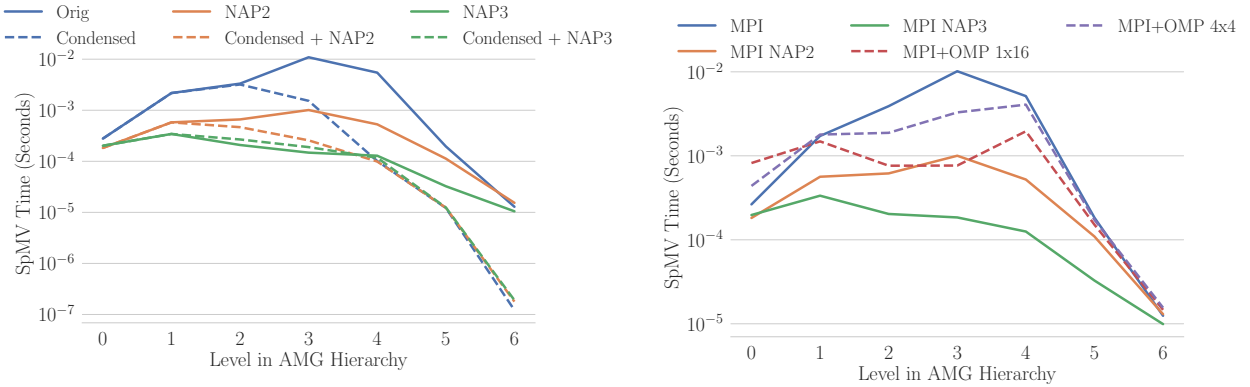 Orig NAP2 NAP3
Condensed Condensed + NAP2 Condensed + NAP3
10⁻²
10⁻³
10⁻⁴
10⁻⁵
10⁻⁶
10⁻⁷
SpMV Time (Seconds)
0 1 2 3 4 5 6
Level in AMG Hierarchy
MPI MPI NAP3 MPI+OMP 4x4
MPI NAP2 MPI+OMP 1x16
10⁻²
10⁻³
10⁻⁴
10⁻⁵
SpMV Time (Seconds)
0 1 2 3 4 5 6
Level in AMG Hierarchy